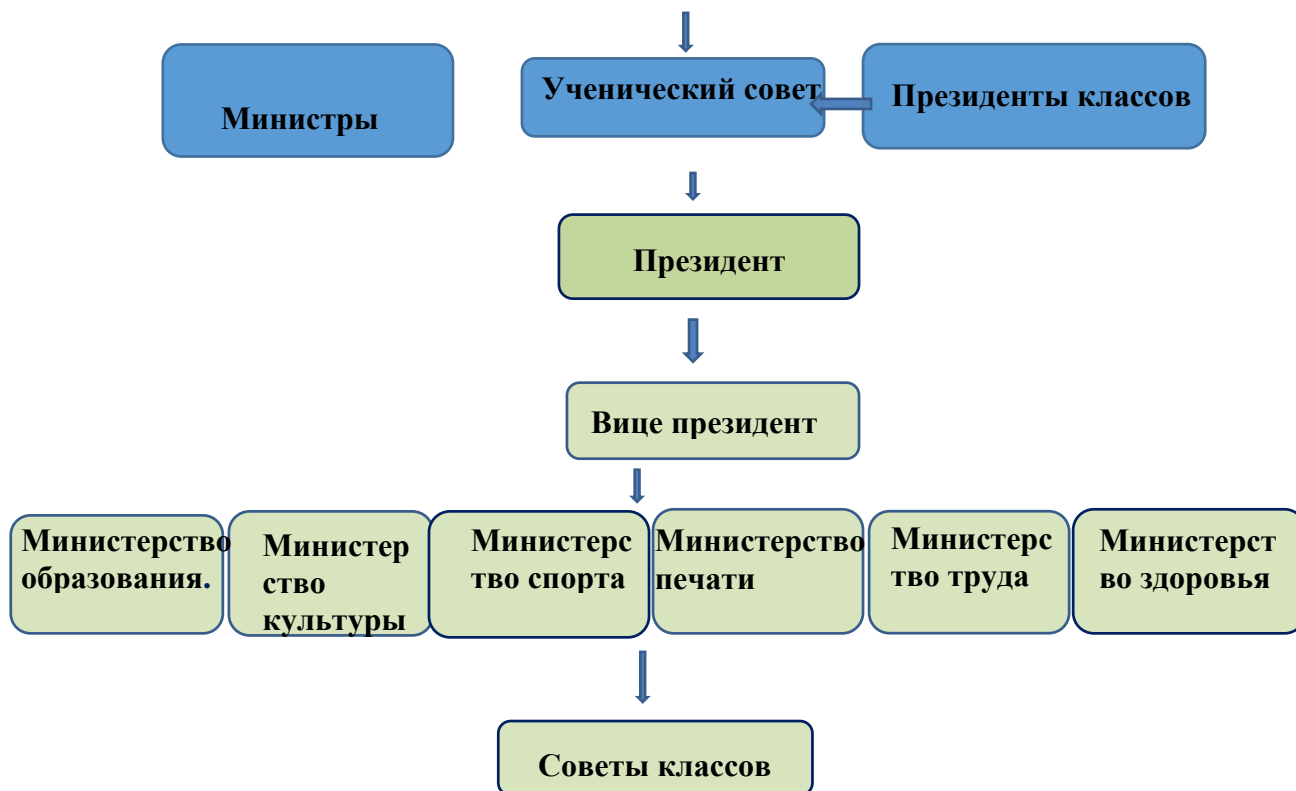 Министры
Ученический совет
Президенты классов
Президент
Вице президент
Министерство
образования.
Министер
ство
культуры
Министерс
тво спорта
Министерство
печати
Министерс
тво труда
Министерст
во здоровья
Советы классов